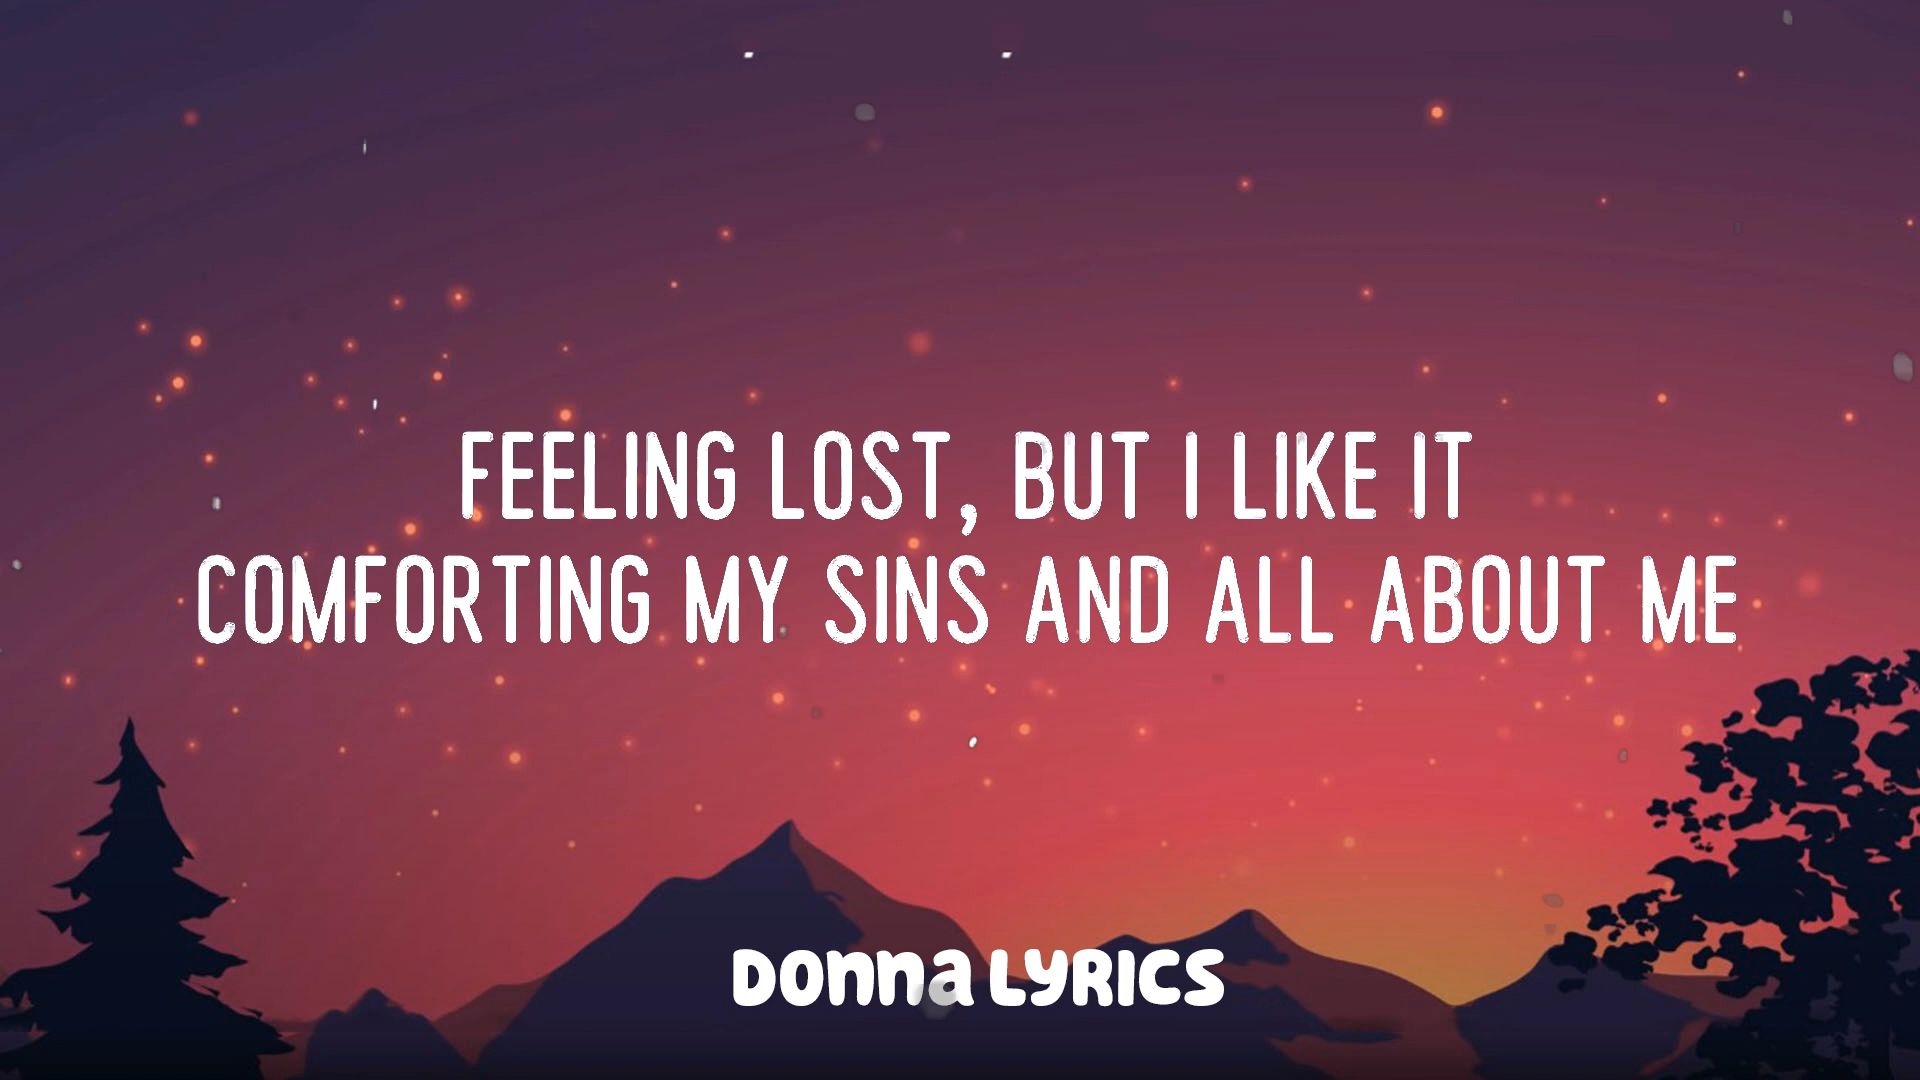 FEELING LOST, BUT I LIKE IT
COMFORTING MY SINS AND ALL ABOUT ME
Donna LYRICS